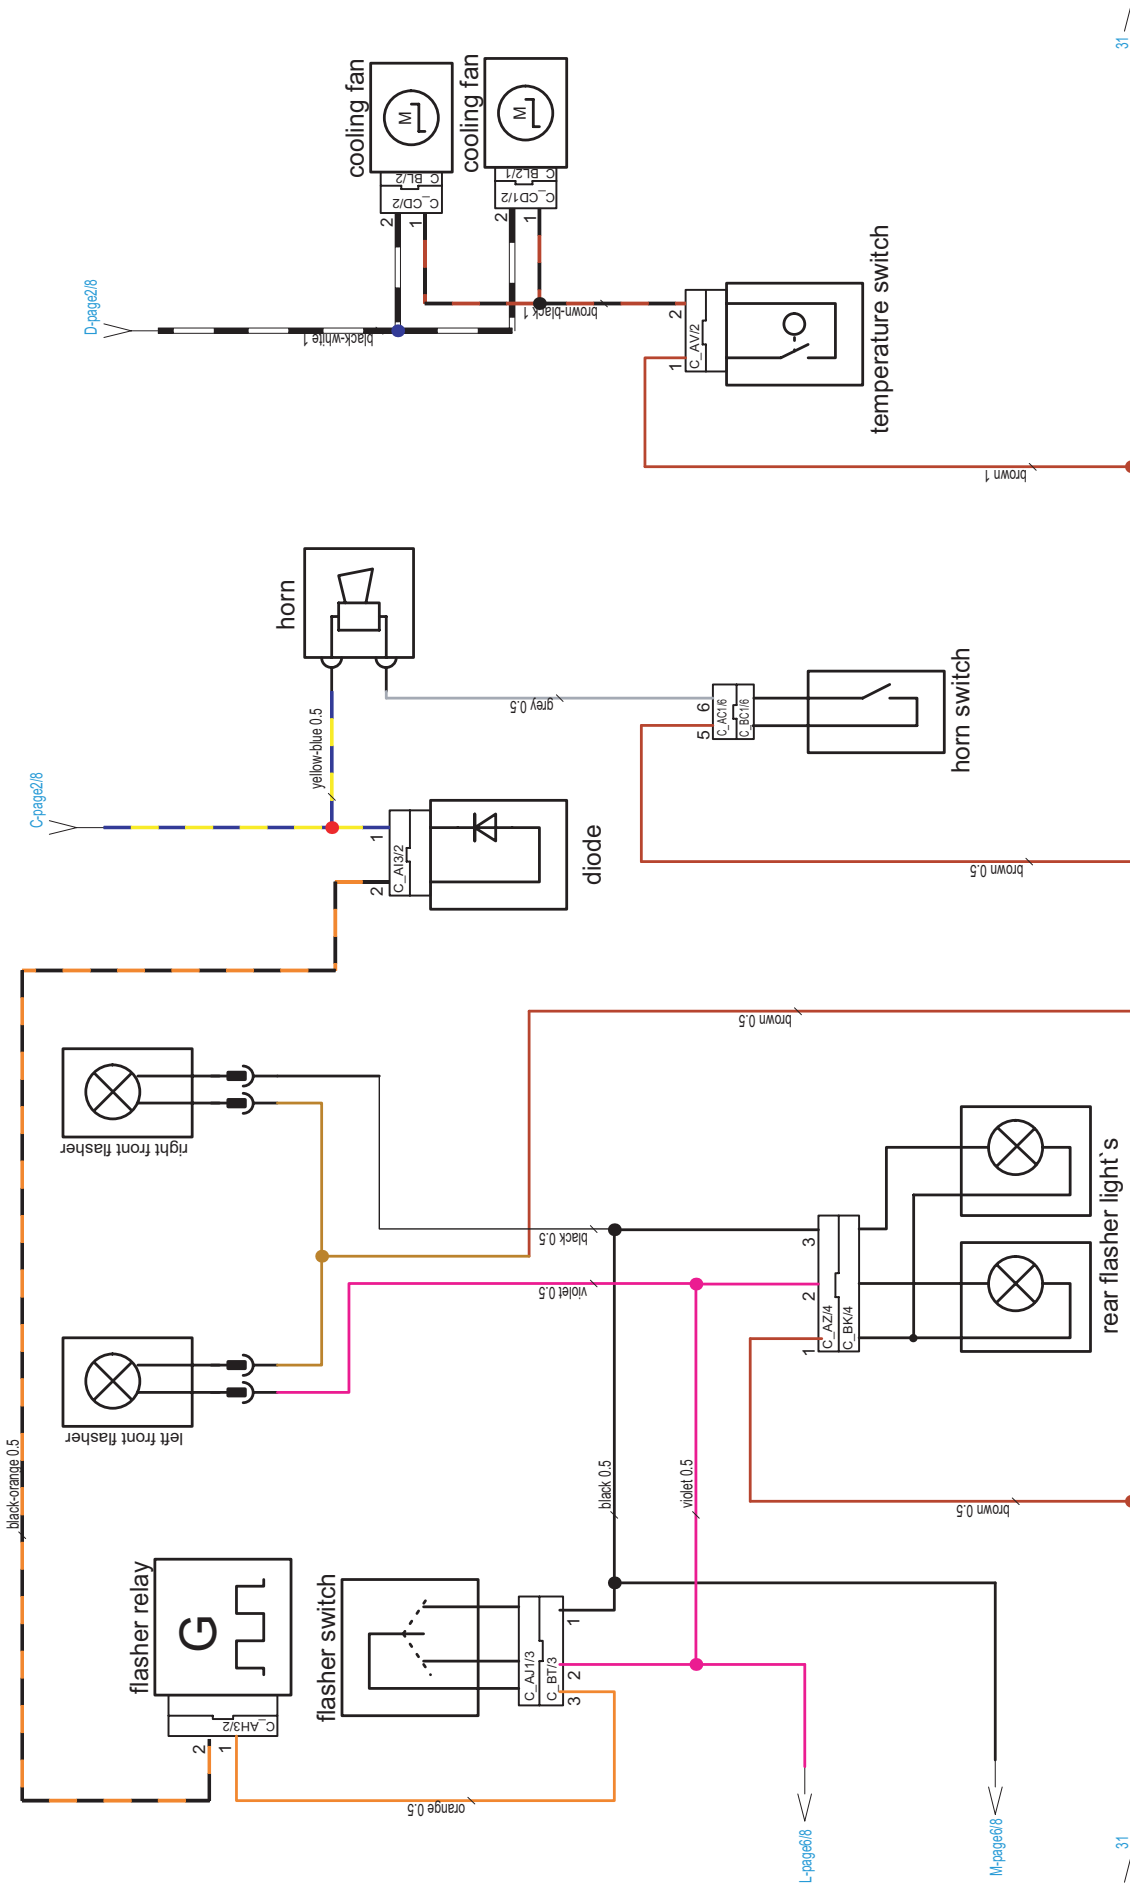 31
cooling fan
M
C_BL/2
C_CD/2
2
1
cooling fan
M
C_BL2/1
C_CD1/2
2
1
D-page2/8
black-white 1
brown-black 1
2
1
C_AV/2
temperature switch
brown 1
horn
yellow-blue 0.5
grey 0.5
C-page2/8
1
2
C_AI3/2
diode
6
5
C_AC1/6
C_BC1/6
horn switch
brown 0.5
right front flasher
brown 0.5
black 0.5
violet 0.5
left front flasher
black-orange 0.5
3
2
1
C_AZ/4
C_BK/4
rear flasher light`s
black 0.5
violet 0.5
brown 0.5
flasher relay
G
C_AH3/2
2
1
flasher switch
C_AJ1/3
C_BT/3
1
2
3
orange 0.5
L-page6/8
M-page6/8
31